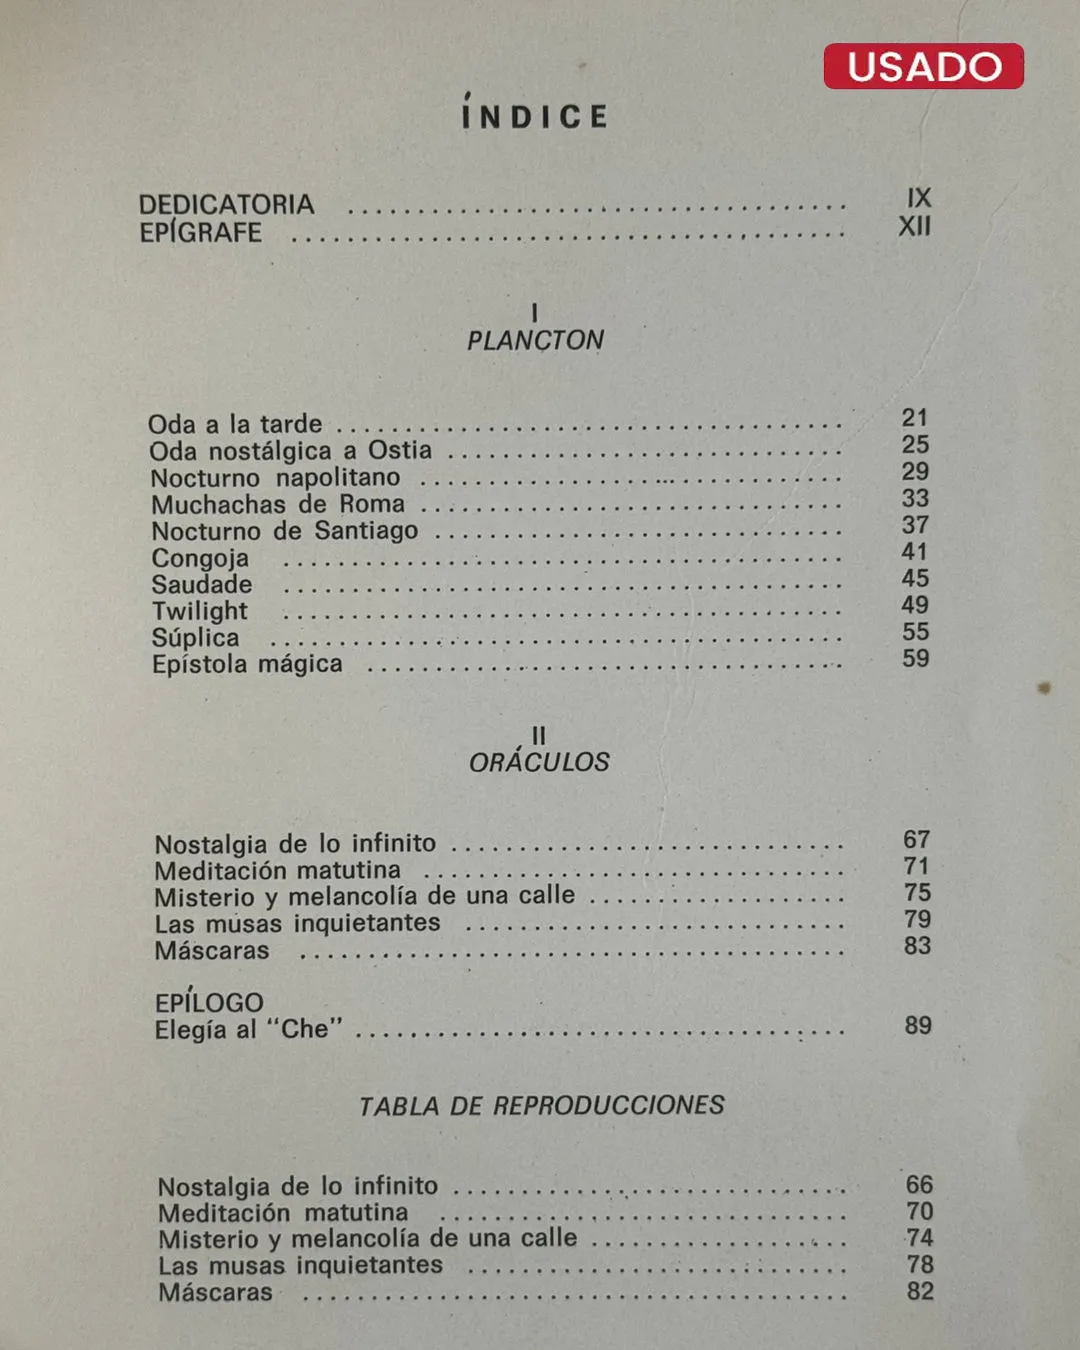 USADO
ÍNDICE
DEDICATORIA ........................................ IX
EPÍGRAFE ........................................ XII
I
PLANCTON
Oda a la tarde ........................................ 21
Oda nostálgica a Ostia ........................................ 25
Nocturno napolitano ........................................ 29
Muchachas de Roma ........................................ 33
Nocturno de Santiago ........................................ 37
Congoja ........................................ 41
Saudade ........................................ 45
Twilight ........................................ 49
Súplica ........................................ 55
Epístola mágica ........................................ 59
II
ORÁCULOS
Nostalgia de lo infinito ........................................ 67
Meditación matutina ........................................ 71
Misterio y melancolía de una calle ........................................ 75
Las musas inquietantes ........................................ 79
Máscaras ........................................ 83
EPÍLOGO
Elegía al "Che" ........................................ 89
TABLA DE REPRODUCCIONES
Nostalgia de lo infinito ........................................ 66
Meditación matutina ........................................ 70
Misterio y melancolía de una calle ........................................ 74
Las musas inquietantes ........................................ 78
Máscaras ........................................ 82